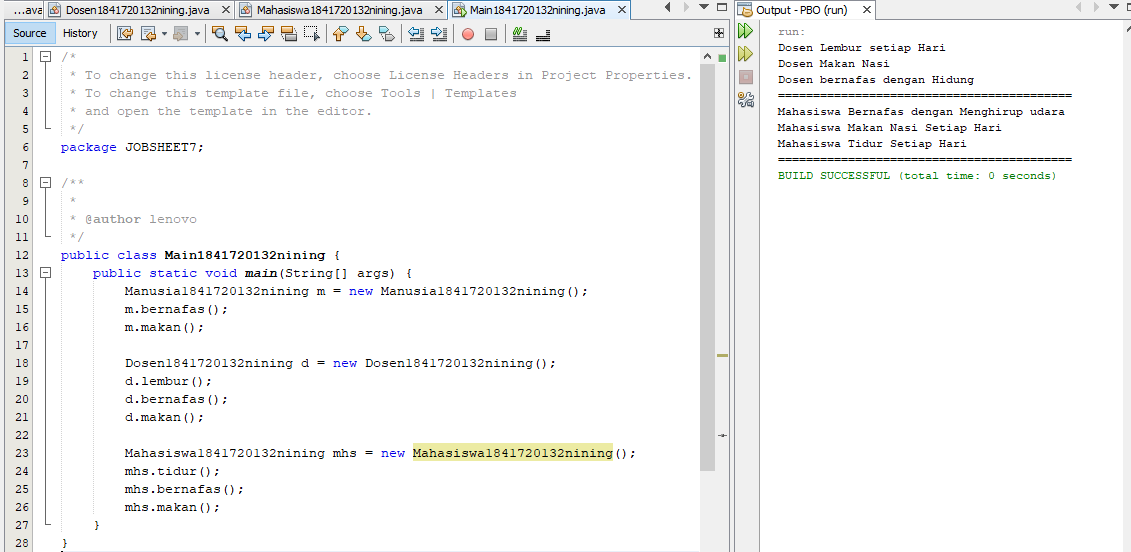 ...ava Dosen1841720132nining.java Mahasiswa1841720132nining.java Main1841720132nining.java
Source History
1 /*
2 * To change this license header, choose License Headers in Project Properties.
3 * To change this template file, choose Tools | Templates
4 * and open the template in the editor.
5 */
6 package JOBSHEET7;
7
8 /**
9 *
10 * @author lenovo
11 */
12 public class Main1841720132nining {
13 public static void main(String[] args) {
14 Manusia1841720132nining m = new Manusia1841720132nining();
15 m.bernafas();
16 m.makan();
17
18 Dosen1841720132nining d = new Dosen1841720132nining();
19 d.lembur();
20 d.bernafas();
21 d.makan();
22
23 Mahasiswa1841720132nining mhs = new Mahasiswa1841720132nining();
24 mhs.tidur();
25 mhs.bernafas();
26 mhs.makan();
27 }
28 }
Output - PBO (run)
run:
Dosen Lembur setiap Hari
Dosen Makan Nasi
Dosen bernafas dengan Hidung
==========================================
Mahasiswa Bernafas dengan Menghirup udara
Mahasiswa Makan Nasi Setiap Hari
Mahasiswa Tidur Setiap Hari
==========================================
BUILD SUCCESSFUL (total time: 0 seconds)